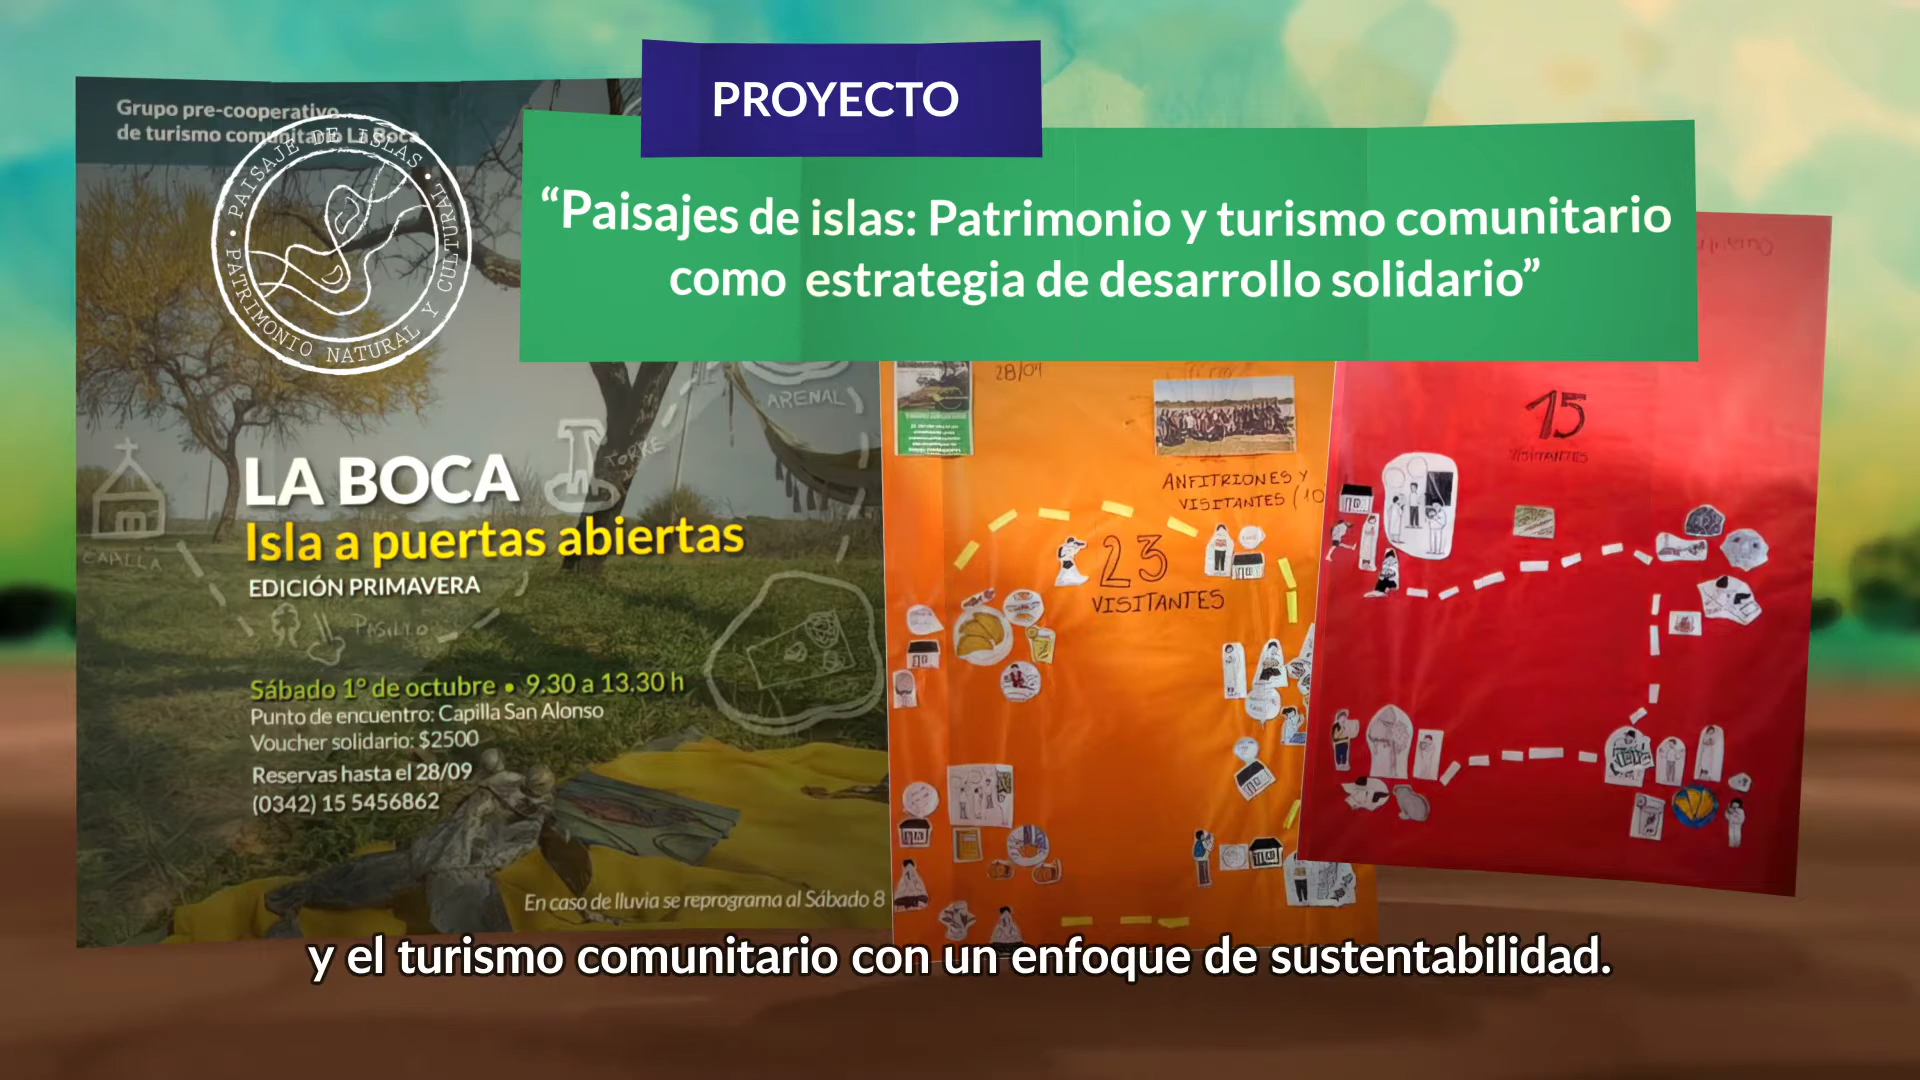 PROYECTO
“Paisajes de islas: Patrimonio y turismo comunitario
como estrategia de desarrollo solidario”
Grupo pre-cooperativo
de turismo comunitario La Boca
• PAISAJE DE ISLAS •
PATRIMONIO NATURAL Y CULTURAL
ARENAL
TORRE
CAPILLA
LA BOCA
Isla a puertas abiertas
EDICIÓN PRIMAVERA
PASILLO
Sábado 1° de octubre • 9.30 a 13.30 h
Punto de encuentro: Capilla San Alonso
Voucher solidario: $2500
Reservas hasta el 28/09
(0342) 15 5456862
En caso de lluvia se reprograma al Sábado 8
28/04
ANFITRIONES Y
VISITANTES (10
23
VISITANTES
15
VISITANTES
y el turismo comunitario con un enfoque de sustentabilidad.